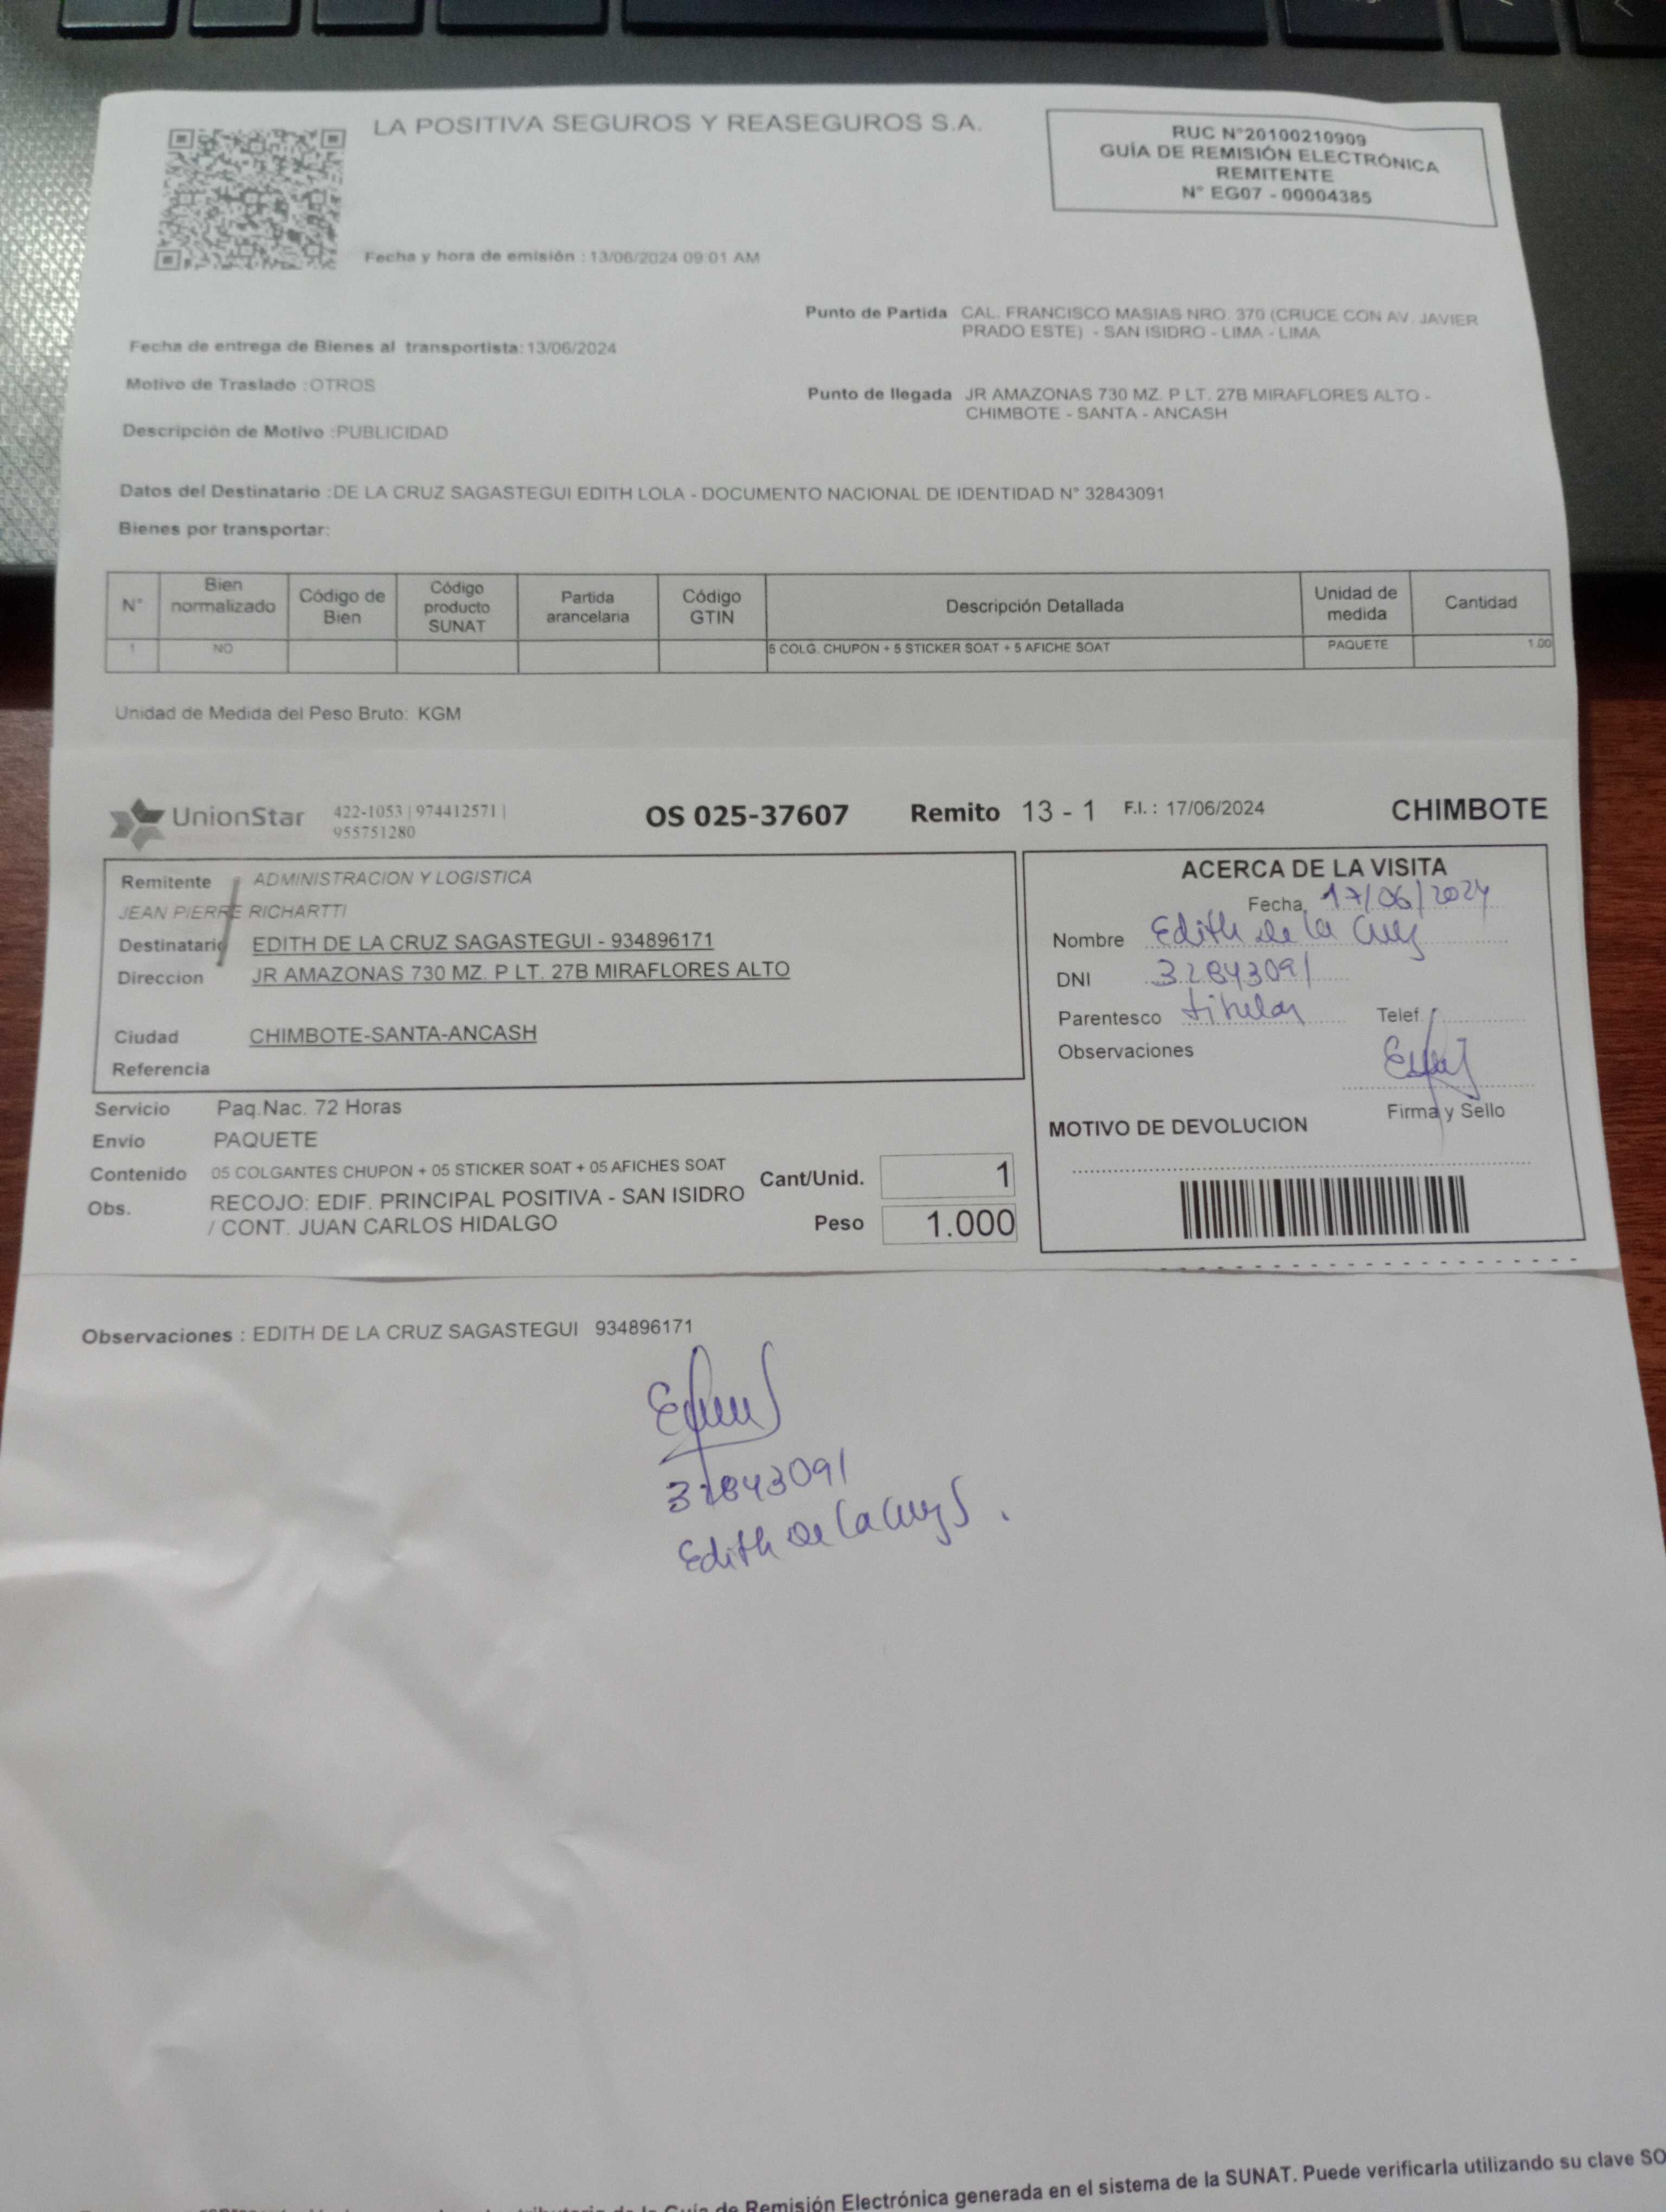 LA POSITIVA SEGUROS Y REASEGUROS S.A.
RUC N°20100210909
GUÍA DE REMISIÓN ELECTRÓNICA
REMITENTE
N° EG07 - 00004385
Fecha y hora de emisión : 13/06/2024 09:01 AM
Punto de Partida CAL. FRANCISCO MASIAS NRO. 370 (CRUCE CON AV. JAVIER
PRADO ESTE) - SAN ISIDRO - LIMA - LIMA
Fecha de entrega de Bienes al transportista: 13/06/2024
Motivo de Traslado : OTROS
Punto de llegada JR AMAZONAS 730 MZ. P LT. 27B MIRAFLORES ALTO -
CHIMBOTE - SANTA - ANCASH
Descripción de Motivo : PUBLICIDAD
Datos del Destinatario : DE LA CRUZ SAGASTEGUI EDITH LOLA - DOCUMENTO NACIONAL DE IDENTIDAD N° 32843091
Bienes por transportar:
N° Bien normalizado Código de Bien Código producto SUNAT Partida arancelaria Código GTIN Descripción Detallada Unidad de medida Cantidad
1 NO 5 COLG. CHUPON + 5 STICKER SOAT + 5 AFICHE SOAT PAQUETE 1.00
Unidad de Medida del Peso Bruto: KGM
UnionStar 422-1053 | 974412571 |
955751280
OS 025-37607 Remito 13 - 1 F.I. : 17/06/2024 CHIMBOTE
Remitente ADMINISTRACION Y LOGISTICA
JEAN PIERRE RICHARTTI
Destinatario EDITH DE LA CRUZ SAGASTEGUI - 934896171
Direccion JR AMAZONAS 730 MZ. P LT. 27B MIRAFLORES ALTO
Ciudad CHIMBOTE-SANTA-ANCASH
Referencia
ACERCA DE LA VISITA
Fecha 17/06/2024
Nombre Edith de la Cruz
DNI 32843091
Parentesco titular Telef.
Observaciones
Firma y Sello
MOTIVO DE DEVOLUCION
Servicio Paq.Nac. 72 Horas
Envio PAQUETE
Contenido 05 COLGANTES CHUPON + 05 STICKER SOAT + 05 AFICHES SOAT
Cant/Unid. 1
Obs. RECOJO: EDIF. PRINCIPAL POSITIVA - SAN ISIDRO
/ CONT. JUAN CARLOS HIDALGO
Peso 1.000
Observaciones : EDITH DE LA CRUZ SAGASTEGUI 934896171
32843091
Edith de la Cruz S.
de la Guía de Remisión Electrónica generada en el sistema de la SUNAT. Puede verificarla utilizando su clave SO